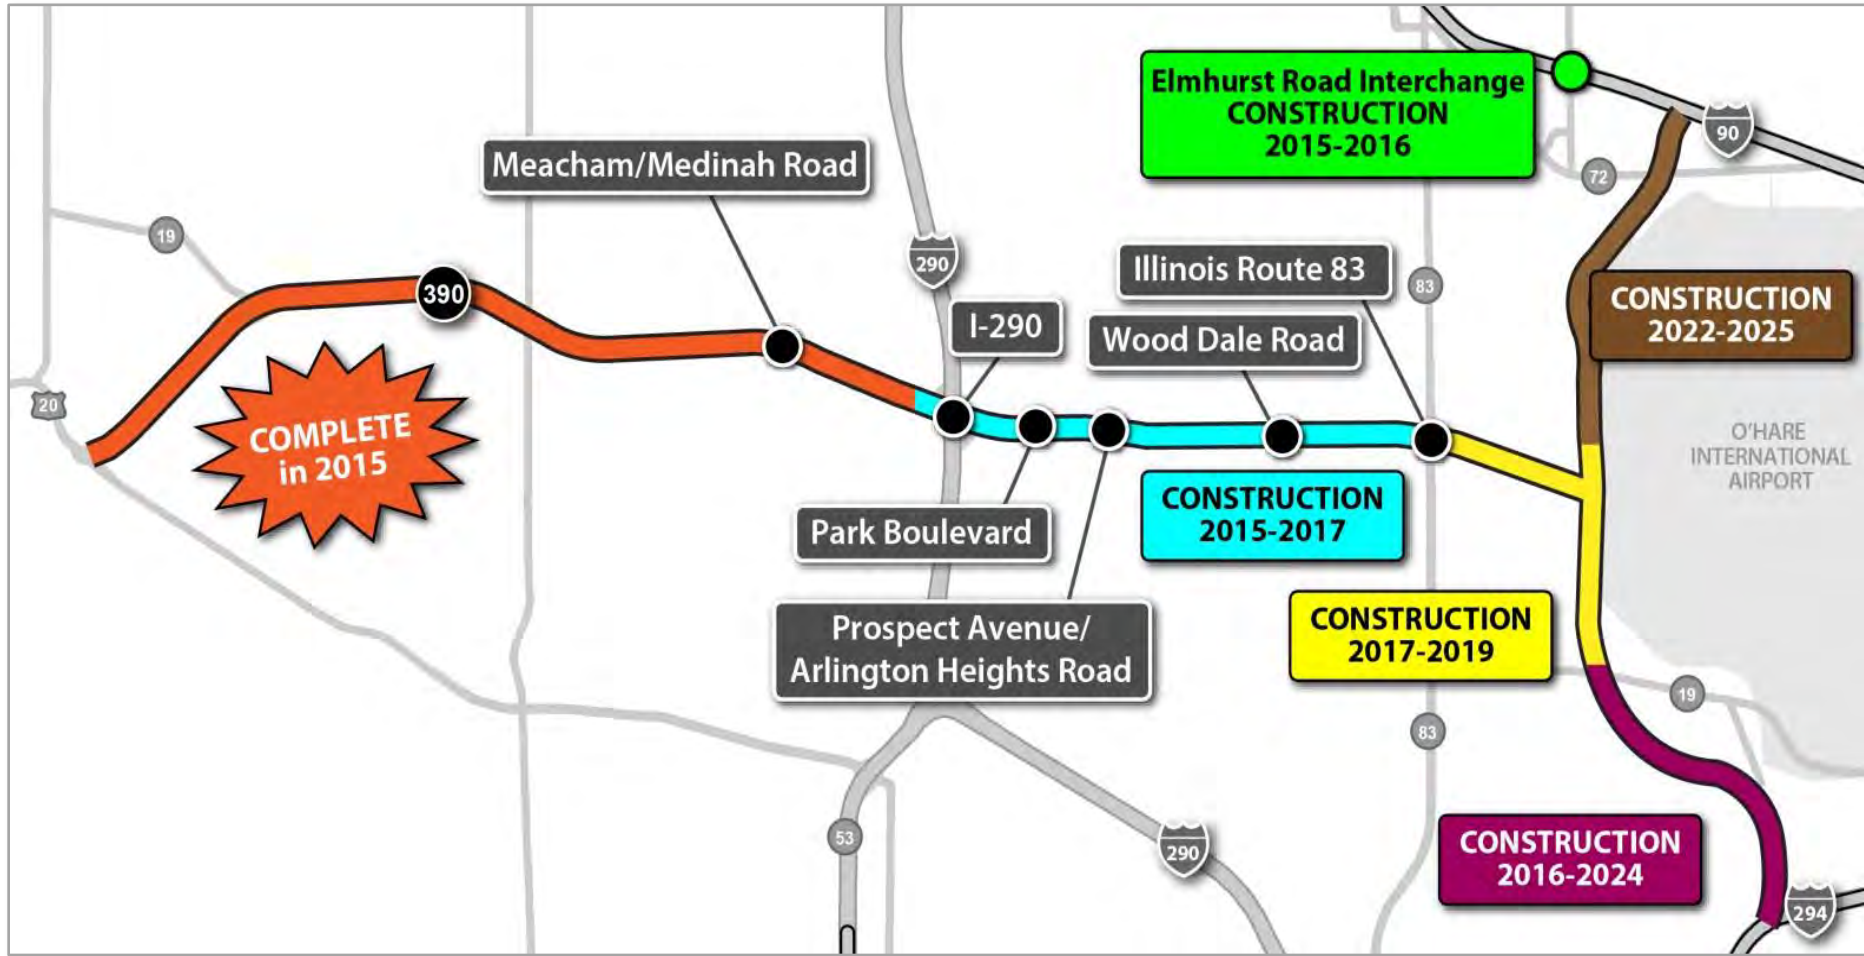 Elmhurst Road Interchange
CONSTRUCTION
2015-2016
90
72
Meacham/Medinah Road
19
290
Illinois Route 83
83
390
I-290
Wood Dale Road
CONSTRUCTION
2022-2025
20
COMPLETE
in 2015
O'HARE
INTERNATIONAL
AIRPORT
Park Boulevard
CONSTRUCTION
2015-2017
Prospect Avenue/
Arlington Heights Road
CONSTRUCTION
2017-2019
19
83
53
290
CONSTRUCTION
2016-2024
294